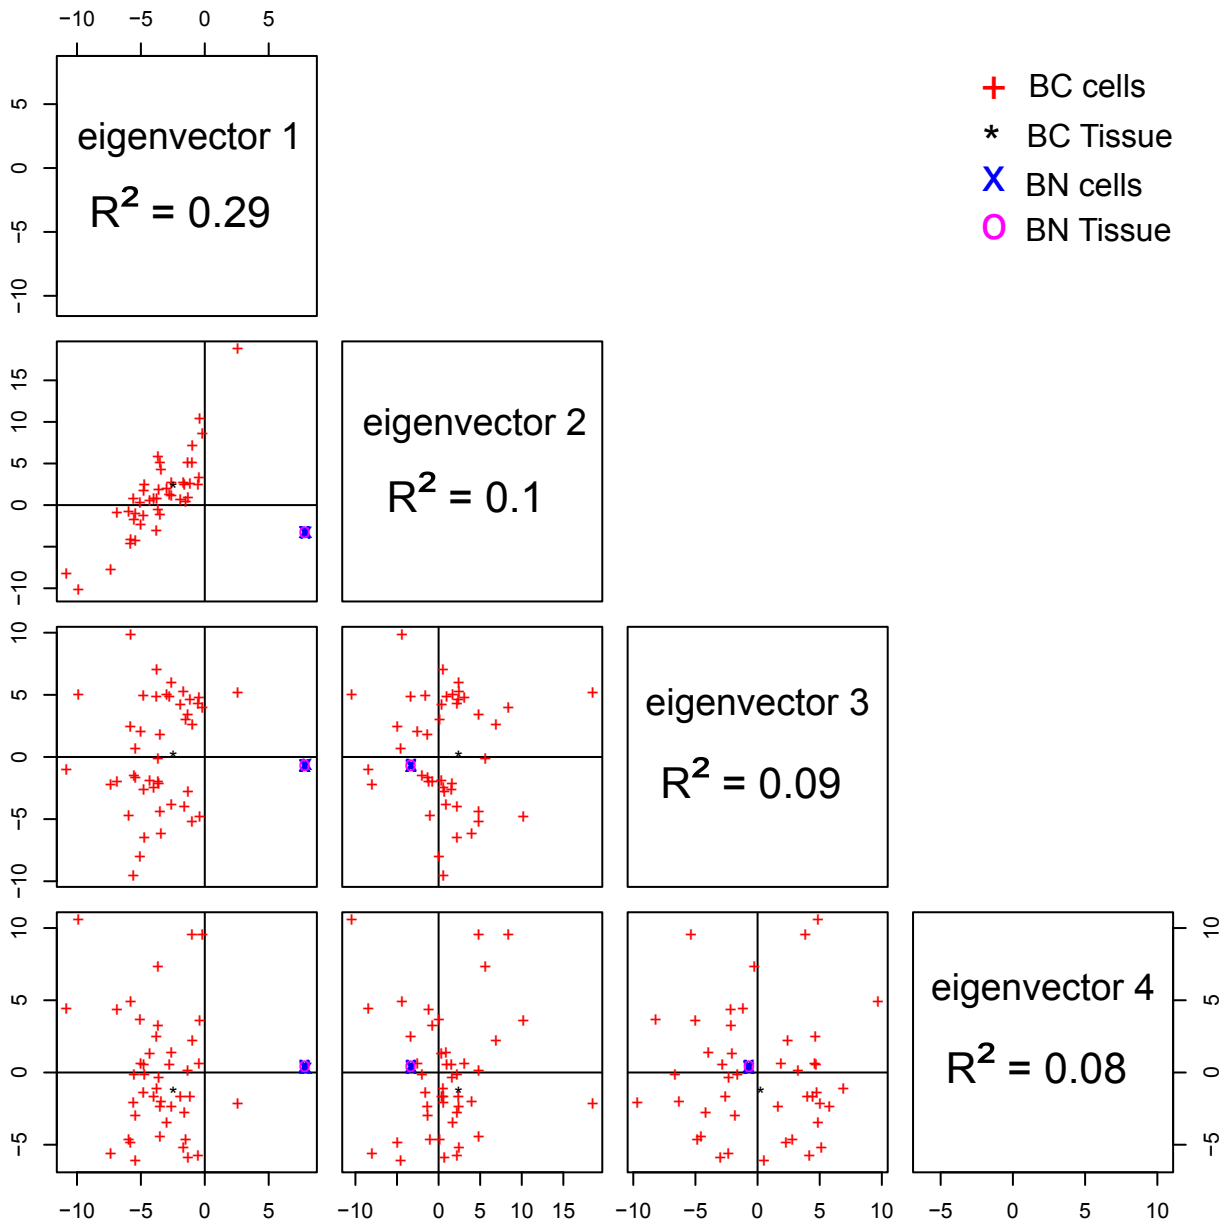 −10 −5 0 5
5
0
−5
−10
eigenvector 1
R² = 0.29
+ BC cells
* BC Tissue
X BN cells
O BN Tissue
15
10
5
0
−10
eigenvector 2
R² = 0.1
10
5
0
−5
−10
eigenvector 3
R² = 0.09
10
5
0
−5
eigenvector 4
R² = 0.08
10
5
0
−5
−10 −5 0 5
−10 0 5 10 15
−10 −5 0 5 10
−5 0 5 10